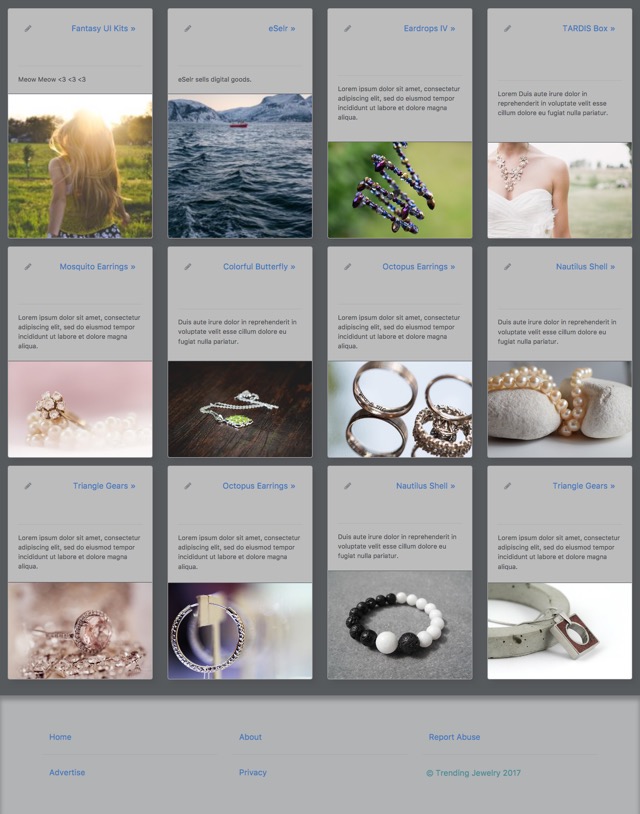 Fantasy UI Kits »
Meow Meow <3 <3 <3
eSelr »
eSelr sells digital goods.
Eardrops IV »
Lorem ipsum dolor sit amet, consectetur
adipiscing elit, sed do eiusmod tempor
incididunt ut labore et dolore magna
aliqua.
TARDIS Box »
Lorem Duis aute irure dolor in
reprehenderit in voluptate velit esse
cillum dolore eu fugiat nulla pariatur.
Mosquito Earrings »
Lorem ipsum dolor sit amet, consectetur
adipiscing elit, sed do eiusmod tempor
incididunt ut labore et dolore magna
aliqua.
Colorful Butterfly »
Duis aute irure dolor in reprehenderit in
voluptate velit esse cillum dolore eu
fugiat nulla pariatur.
Octopus Earrings »
Lorem ipsum dolor sit amet, consectetur
adipiscing elit, sed do eiusmod tempor
incididunt ut labore et dolore magna
aliqua.
Nautilus Shell »
Duis aute irure dolor in reprehenderit in
voluptate velit esse cillum dolore eu
fugiat nulla pariatur.
Triangle Gears »
Lorem ipsum dolor sit amet, consectetur
adipiscing elit, sed do eiusmod tempor
incididunt ut labore et dolore magna
aliqua.
Octopus Earrings »
Lorem ipsum dolor sit amet, consectetur
adipiscing elit, sed do eiusmod tempor
incididunt ut labore et dolore magna
aliqua.
Nautilus Shell »
Duis aute irure dolor in reprehenderit in
voluptate velit esse cillum dolore eu
fugiat nulla pariatur.
Triangle Gears »
Lorem ipsum dolor sit amet, consectetur
adipiscing elit, sed do eiusmod tempor
incididunt ut labore et dolore magna
aliqua.
Home
About
Report Abuse
Advertise
Privacy
© Trending Jewelry 2017